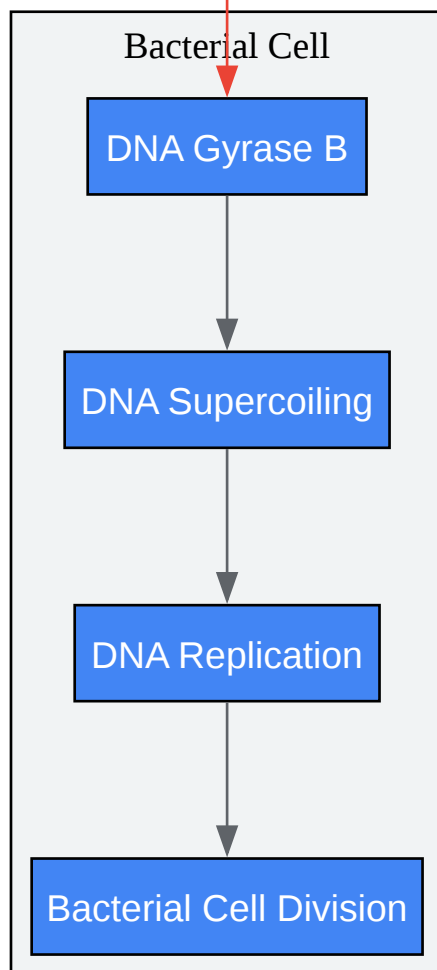 Bacterial Cell
DNA Gyrase B
DNA Supercoiling
DNA Replication
Bacterial Cell Division